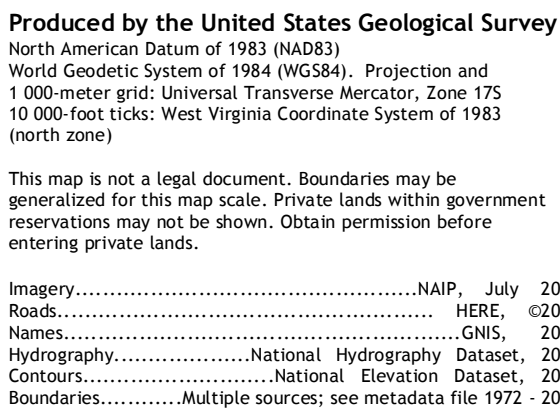 Produced by the United States Geological Survey
North American Datum of 1983 (NAD83)
World Geodetic System of 1984 (WGS84). Projection and
1 000-meter grid: Universal Transverse Mercator, Zone 17S
10 000-foot ticks: West Virginia Coordinate System of 1983
(north zone)
This map is not a legal document. Boundaries may be
generalized for this map scale. Private lands within government
reservations may not be shown. Obtain permission before
entering private lands.
Imagery................................................NAIP, July 20
Roads..................................................... HERE, ©20
Names........................................................GNIS, 20
Hydrography...................National Hydrography Dataset, 20
Contours...........................National Elevation Dataset, 20
Boundaries...........Multiple sources; see metadata file 1972 - 20